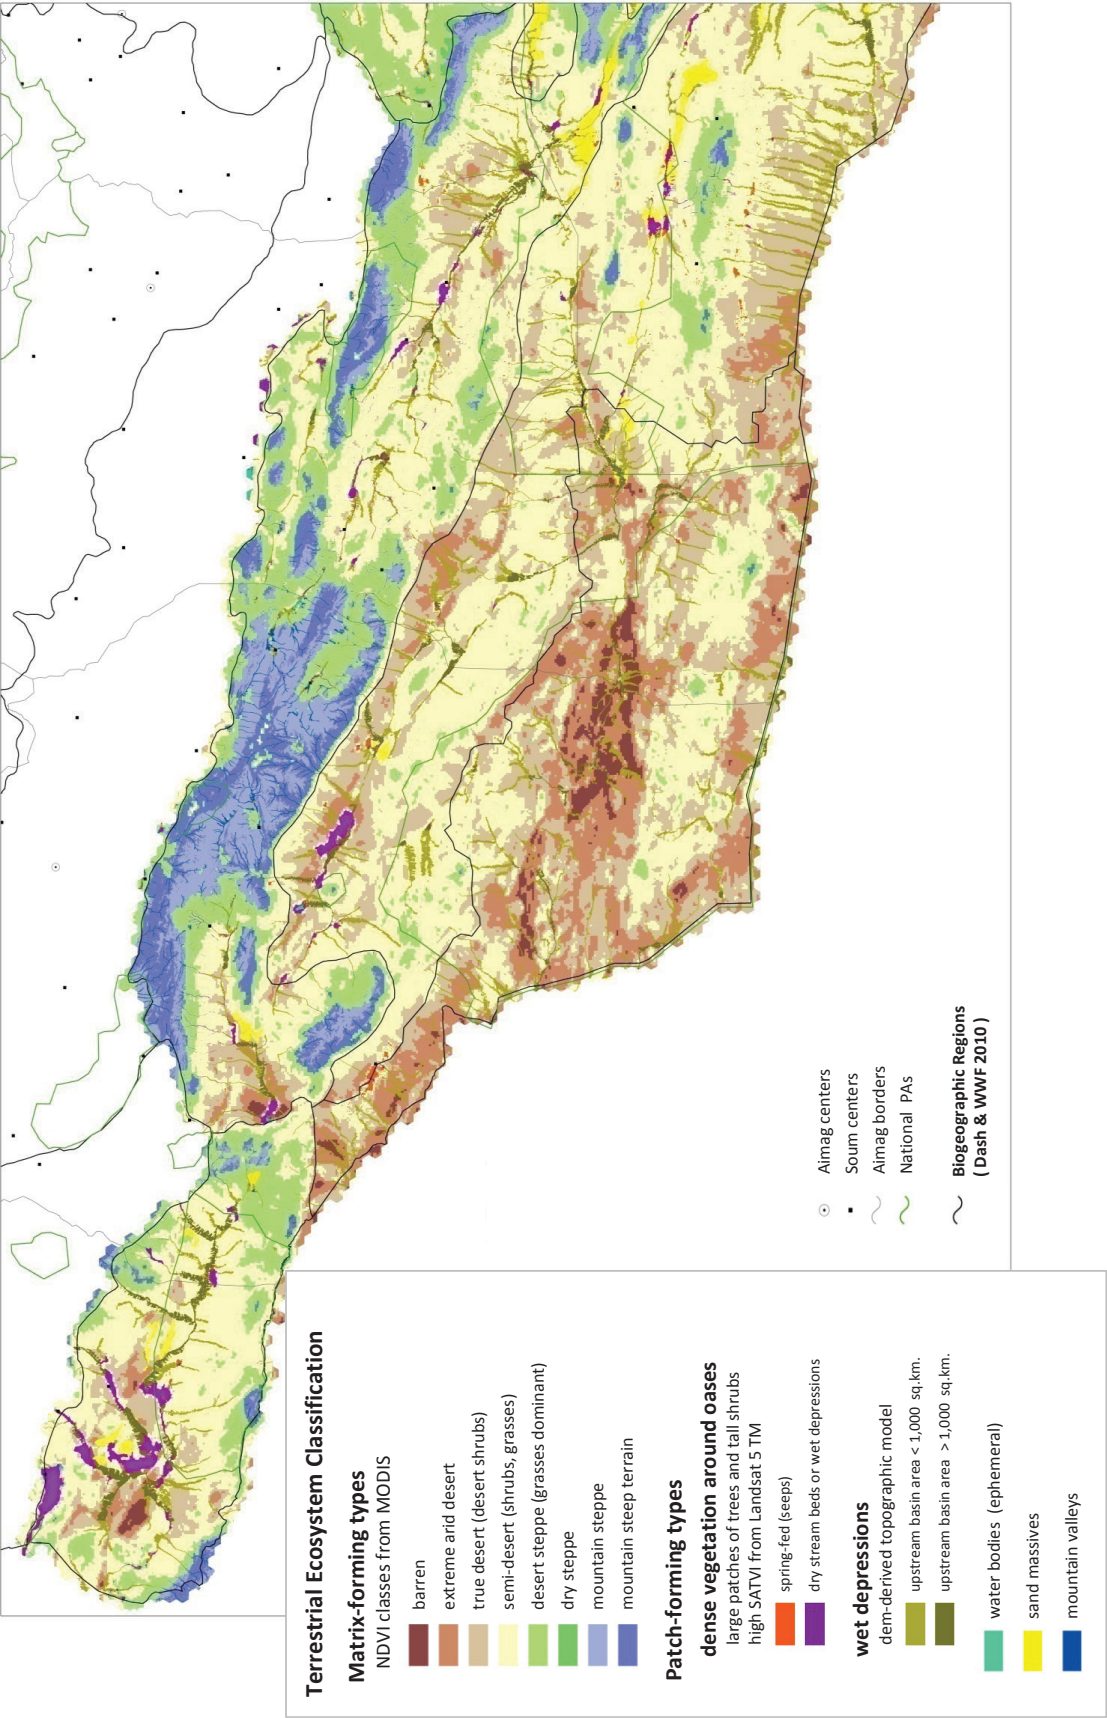 Terrestrial Ecosystem Classification
Matrix-forming types
NDVI classes from MODIS
barren
extreme arid desert
true desert (desert shrubs)
semi-desert (shrubs, grasses)
desert steppe (grasses dominant)
dry steppe
mountain steppe
mountain steep terrain
Patch-forming types
dense vegetation around oases
large patches of trees and tall shrubs
high SATVI from Landsat 5 TM
spring-fed (seeps)
dry stream beds or wet depressions
wet depressions
dem-derived topographic model
upstream basin area < 1,000 sq.km.
upstream basin area > 1,000 sq.km.
water bodies (ephemeral)
sand massives
mountain valleys
Aimag centers
Soum centers
Aimag borders
National PAs
Biogeographic Regions
( Dash & WWF 2010 )